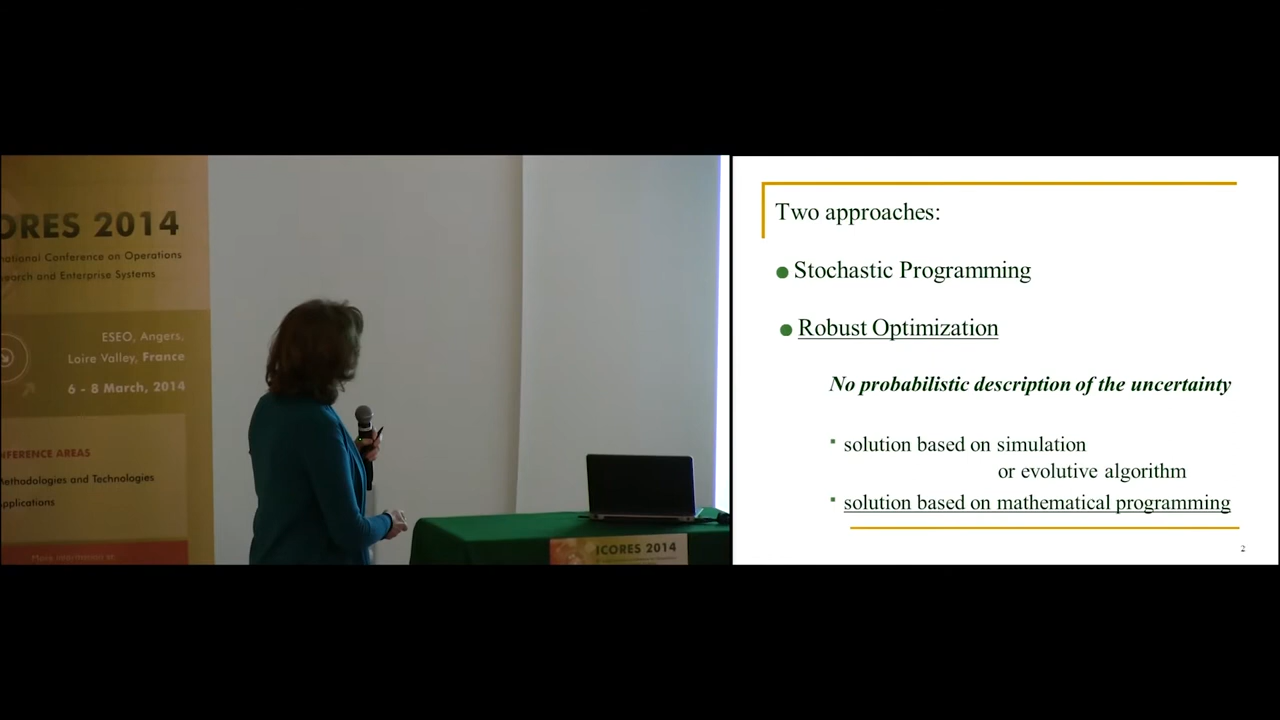 ORES 2014
national Conference on Operations
earch and Enterprise Systems
ESEO, Angers,
Loire Valley, France
6 - 8 March, 2014
NFERENCE AREAS
Methodologies and Technologies
Applications
ICORES 2014
Two approaches:
● Stochastic Programming
● Robust Optimization
No probabilistic description of the uncertainty
▪ solution based on simulation
or evolutive algorithm
▪ solution based on mathematical programming
2